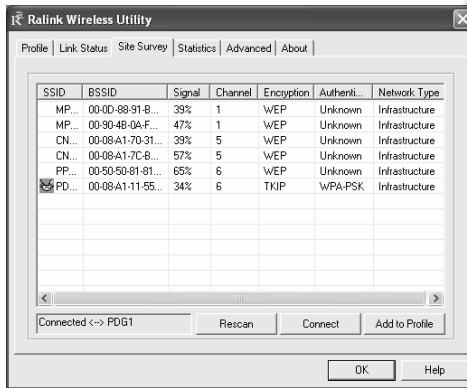 Ralink Wireless Utility
Profile Link Status Site Survey Statistics Advanced About
SSID BSSID Signal Channel Encryption Authenti... Network Type
MP... 00-0D-88-91-B... 39% 1 WEP Unknown Infrastructure
MP... 00-90-4B-0A-F... 47% 1 WEP Unknown Infrastructure
CN... 00-08-A1-70-31... 39% 5 WEP Unknown Infrastructure
CN... 00-08-A1-7C-B... 57% 5 WEP Unknown Infrastructure
PP... 00-50-50-81-81... 65% 6 WEP Unknown Infrastructure
PD... 00-08-A1-11-55... 34% 6 TKIP WPA-PSK Infrastructure
Connected <--> PDG1 Rescan Connect Add to Profile
OK Help